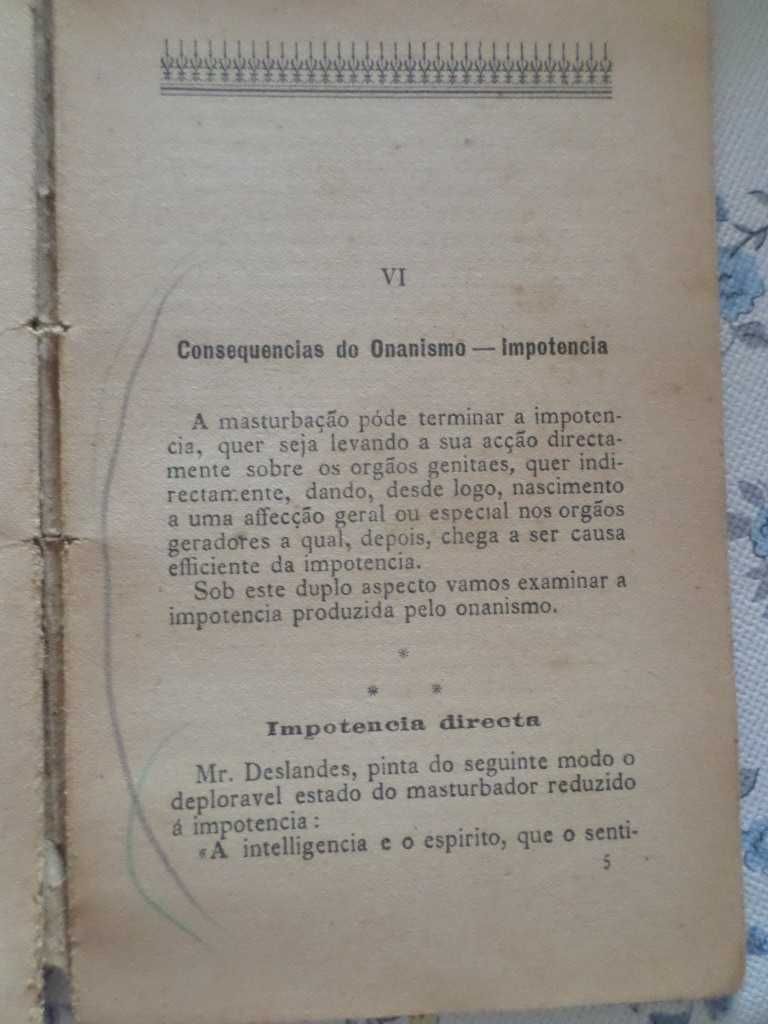 VI
Consequencias do Onanismo — Impotencia
A masturbação póde terminar a impoten-
cia, quer seja levando a sua acção directa-
mente sobre os orgãos genitaes, quer indi-
rectamente, dando, desde logo, nascimento
a uma affecção geral ou especial nos orgãos
geradores a qual, depois, chega a ser causa
efficiente da impotencia.
Sob este duplo aspecto vamos examinar a
impotencia produzida pelo onanismo.
*
* *
Impotencia directa
Mr. Deslandes, pinta do seguinte modo o
deploravel estado do masturbador reduzido
á impotencia :
«A intelligencia e o espirito, que o senti-
5